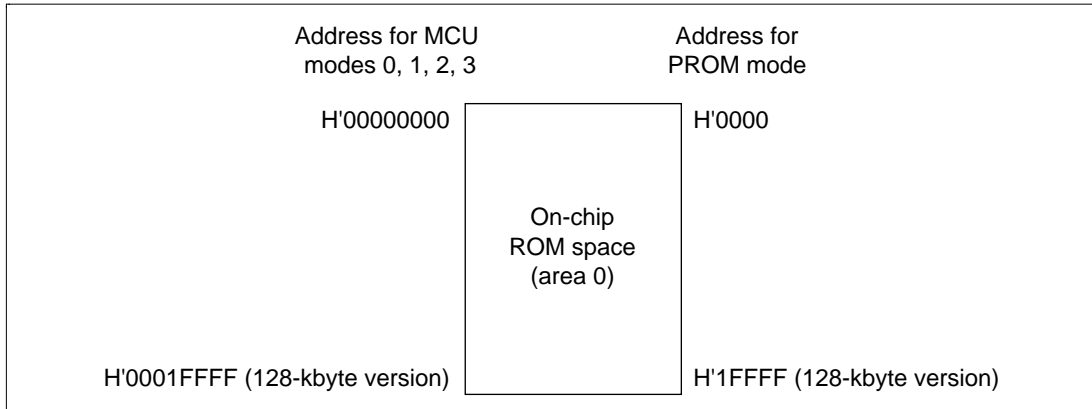 Address for MCU
modes 0, 1, 2, 3
Address for
PROM mode
H'00000000
H'0000
On-chip
ROM space
(area 0)
H'0001FFFF (128-kbyte version)
H'1FFFF (128-kbyte version)